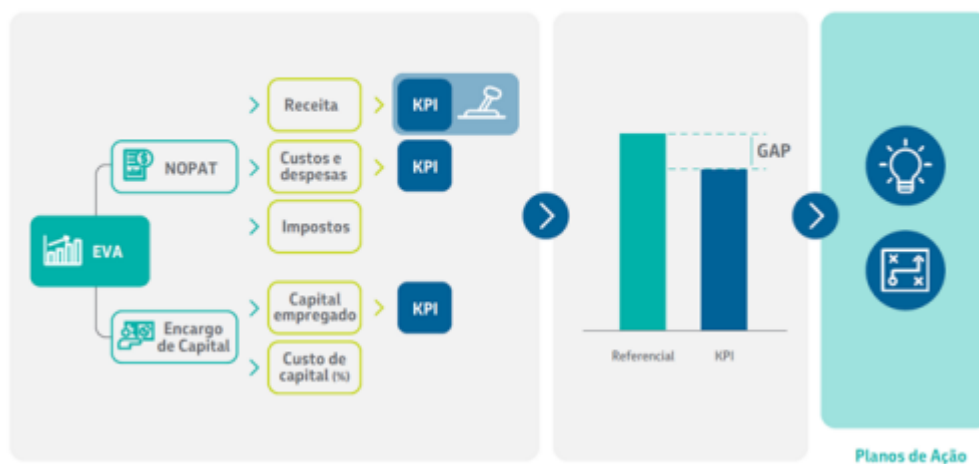 Receita
KPI
NOPAT
Custos e
despesas
KPI
Impostos
EVA
Capital
empregado
KPI
Encargo
de Capital
Custo de
capital (%)
GAP
Referencial
KPI
Planos de Ação